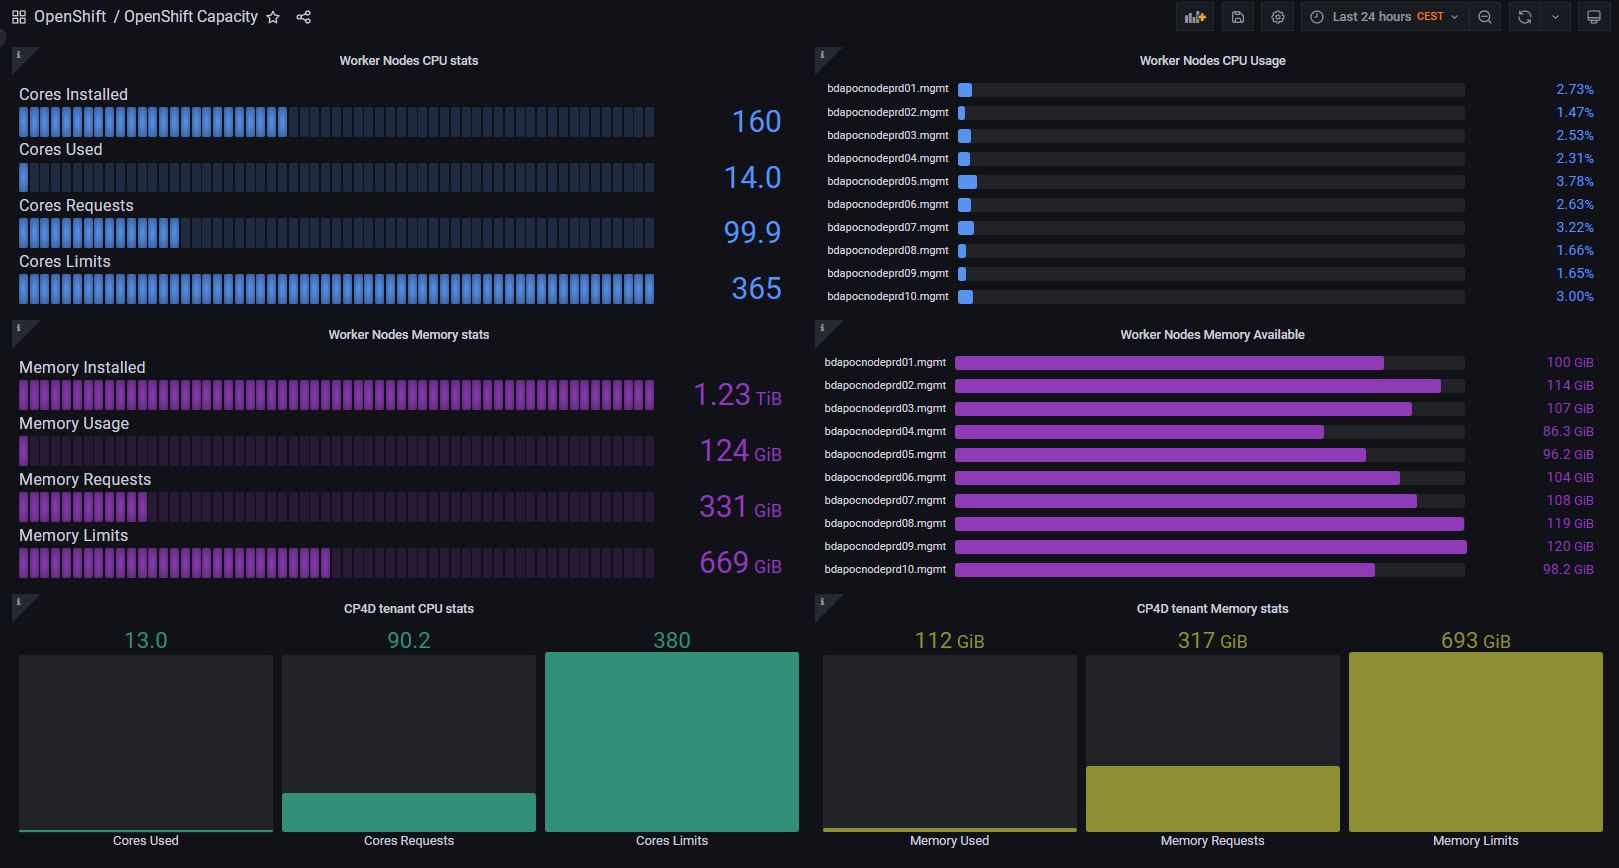 OpenShift / OpenShift Capacity
Last 24 hours CEST
Worker Nodes CPU stats
Cores Installed
160
Cores Used
14.0
Cores Requests
99.9
Cores Limits
365
Worker Nodes CPU Usage
bdapocnodeprd01.mgmt 2.73%
bdapocnodeprd02.mgmt 1.47%
bdapocnodeprd03.mgmt 2.53%
bdapocnodeprd04.mgmt 2.31%
bdapocnodeprd05.mgmt 3.78%
bdapocnodeprd06.mgmt 2.63%
bdapocnodeprd07.mgmt 3.22%
bdapocnodeprd08.mgmt 1.66%
bdapocnodeprd09.mgmt 1.65%
bdapocnodeprd10.mgmt 3.00%
Worker Nodes Memory stats
Memory Installed
1.23 TiB
Memory Usage
124 GiB
Memory Requests
331 GiB
Memory Limits
669 GiB
Worker Nodes Memory Available
bdapocnodeprd01.mgmt 100 GiB
bdapocnodeprd02.mgmt 114 GiB
bdapocnodeprd03.mgmt 107 GiB
bdapocnodeprd04.mgmt 86.3 GiB
bdapocnodeprd05.mgmt 96.2 GiB
bdapocnodeprd06.mgmt 104 GiB
bdapocnodeprd07.mgmt 108 GiB
bdapocnodeprd08.mgmt 119 GiB
bdapocnodeprd09.mgmt 120 GiB
bdapocnodeprd10.mgmt 98.2 GiB
CP4D tenant CPU stats
13.0 90.2 380
Cores Used Cores Requests Cores Limits
CP4D tenant Memory stats
112 GiB 317 GiB 693 GiB
Memory Used Memory Requests Memory Limits